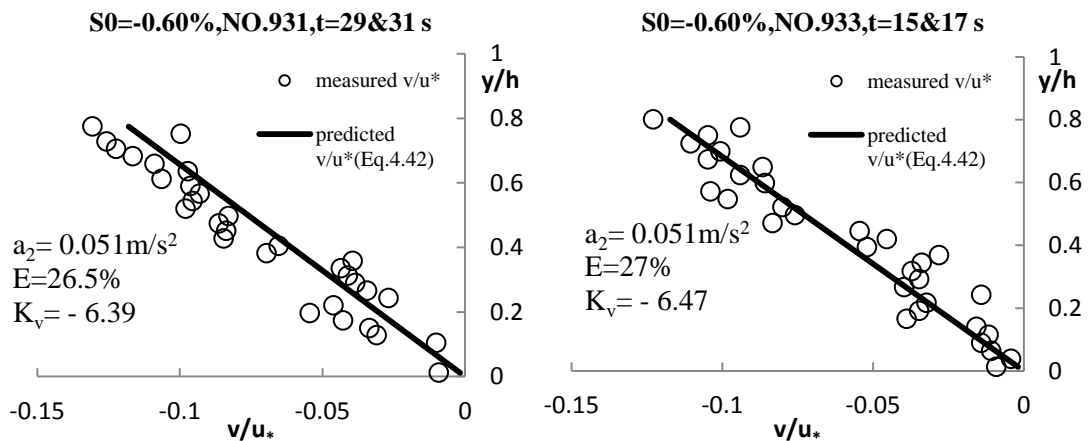 S0=-0.60%,NO.931,t=29&31 s
1
y/h
measured v/u*
0.8
predicted
v/u*(Eq.4.42)
0.6
a₂= 0.051m/s²
0.4
E=26.5%
Kᵥ= - 6.39
0.2
0
-0.15
-0.1
-0.05
0
v/u*
S0=-0.60%,NO.933,t=15&17 s
1
y/h
measured v/u*
0.8
predicted
v/u*(Eq.4.42)
0.6
a₂= 0.051m/s²
0.4
E=27%
Kᵥ= - 6.47
0.2
0
-0.15
-0.1
-0.05
0
v/u*